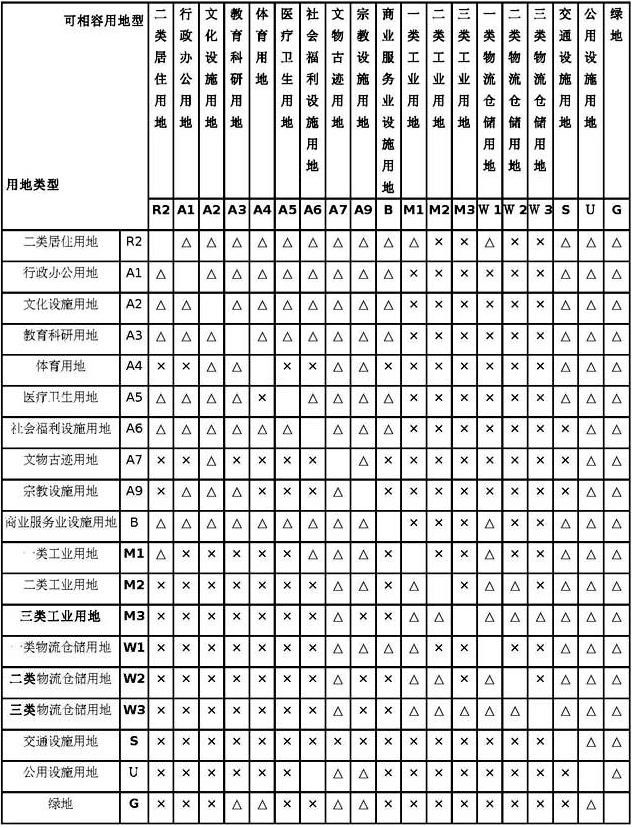 可相容用地型
用地类型
二类居住用地
行政办公用地
文化设施用地
教育科研用地
体育用地
医疗卫生用地
社会福利设施用地
文物古迹用地
宗教设施用地
商业服务业设施用地
一类工业用地
二类工业用地
三类工业用地
一类物流仓储用地
二类物流仓储用地
三类物流仓储用地
交通设施用地
公用设施用地
绿地
R2 A1 A2 A3 A4 A5 A6 A7 A9 B M1 M2 M3 W1 W2 W3 S U G
二类居住用地 R2 △ △ △ △ △ △ △ △ △ △ × × △ × × △ △ △
行政办公用地 A1 △ △ △ △ △ △ △ △ △ × × × × × × △ △ △
文化设施用地 A2 △ △ △ △ △ △ △ △ △ × × × × × × △ △ △
教育科研用地 A3 △ △ △ △ △ △ △ △ △ × × × × × × △ △ △
体育用地 A4 × × △ △ × × △ △ × × × × × × × △ △ △
医疗卫生用地 A5 △ △ △ △ × △ △ △ △ × × × × × × △ △ △
社会福利设施用地 A6 △ △ △ △ △ △ △ △ △ × × × × × × × △ △
文物古迹用地 A7 × × △ × × × × △ × × × × × × × × △ △
宗教设施用地 A9 × △ △ △ × × × △ × × × × × × × × △ △
商业服务业设施用地 B △ △ △ △ △ △ △ △ △ × × × △ × × △ △ △
一类工业用地 M1 △ × × × × × △ △ △ × × × △ × × △ △ △
二类工业用地 M2 × × × × × × × △ △ × △ × △ △ × △ △ △
三类工业用地 M3 × × × × × × × △ × × △ △ △ △ △ △ △ △
一类物流仓储用地 W1 × × × × × × × △ △ △ △ × × × × △ △ △
二类物流仓储用地 W2 × × × × × × × △ × × △ △ × △ × △ △ △
三类物流仓储用地 W3 × × × × × × × △ × × △ △ △ △ △ △ △ △
交通设施用地 S × × × × × × × × × × × × × × × × △ △
公用设施用地 U × × × × × × △ △ × × × × × × × × △
绿地 G × × × △ △ × × △ △ × × × × × × × × △